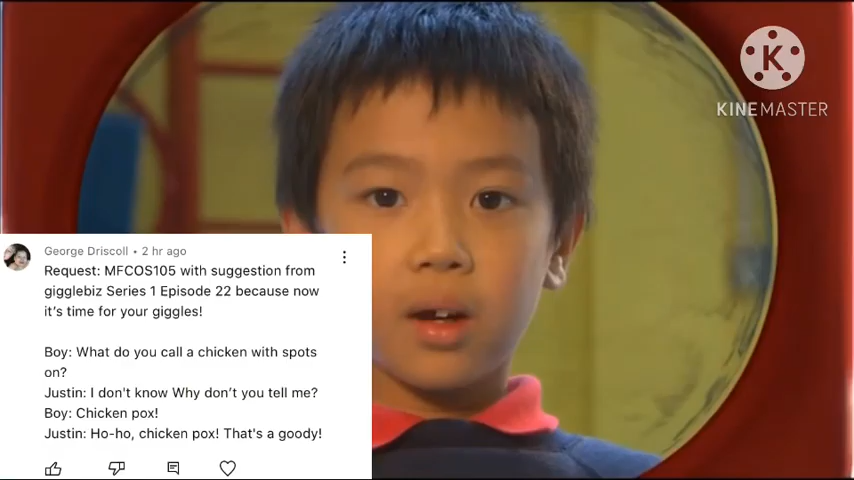 KINEMASTER
George Driscoll • 2 hr ago
Request: MFCOS105 with suggestion from
gigglebiz Series 1 Episode 22 because now
it's time for your giggles!
Boy: What do you call a chicken with spots
on?
Justin: I don't know Why don't you tell me?
Boy: Chicken pox!
Justin: Ho-ho, chicken pox! That's a goody!